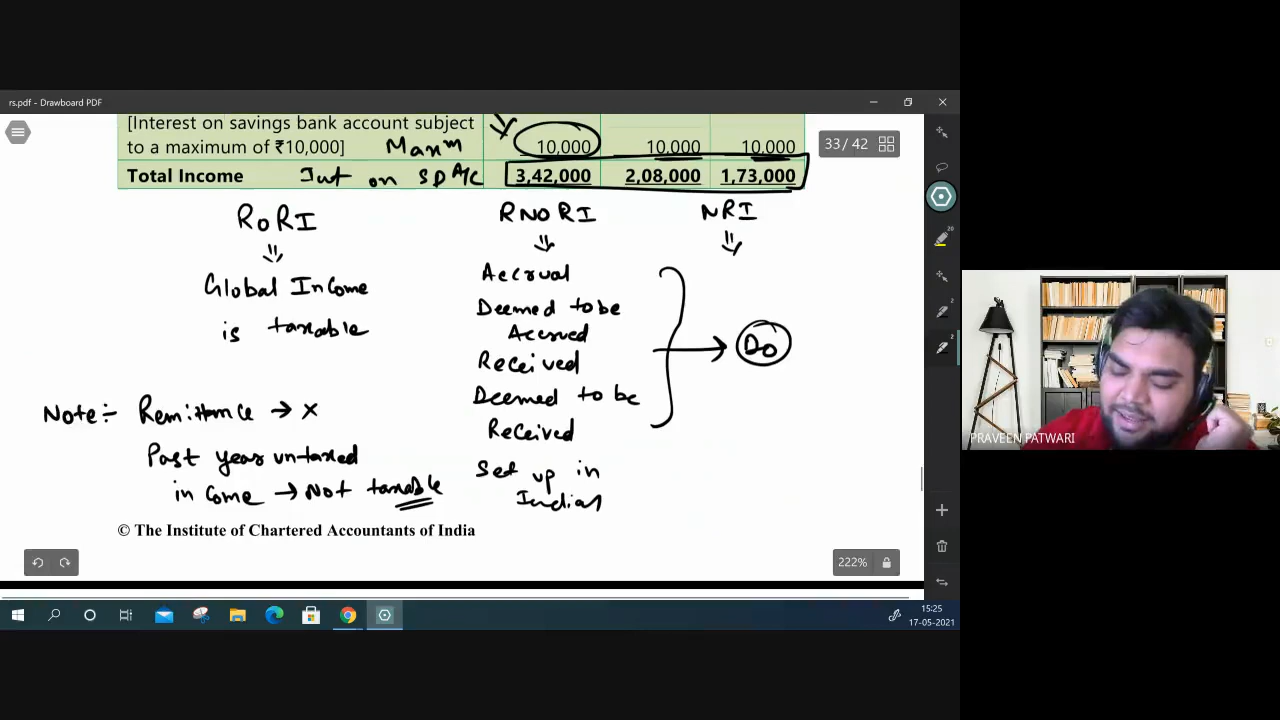 rs.pdf - Drawboard PDF
[Interest on savings bank account subject
to a maximum of ₹10,000] Maxm 10,000 10,000 10,000
33/42
Total Income Int on SD A/C 3,42,000 2,08,000 1,73,000
RORI RNORI NRI
Global Income
is taxable
Accrual
Deemed to be
Accrued
Received
Deemed to be
Received
Set up in
Indian
Do
Note:- Remittance → x
Past year untaxed
income → Not taxable
© The Institute of Chartered Accountants of India
222%
PRAVEEN PATWARI
15:25
17-05-2021